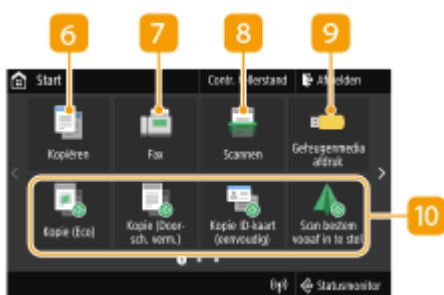 6 7 8 9
Start Contr. tellerstand Afmelden
Kopiëren Fax Scannen Geheugenmedia
afdruk
Kopie (Eco) Kopie (Door-
sch. verm.) Kopie ID-kaart
(eenvoudig) Scan bestem
vooraf in te stel
10
Statusmonitor